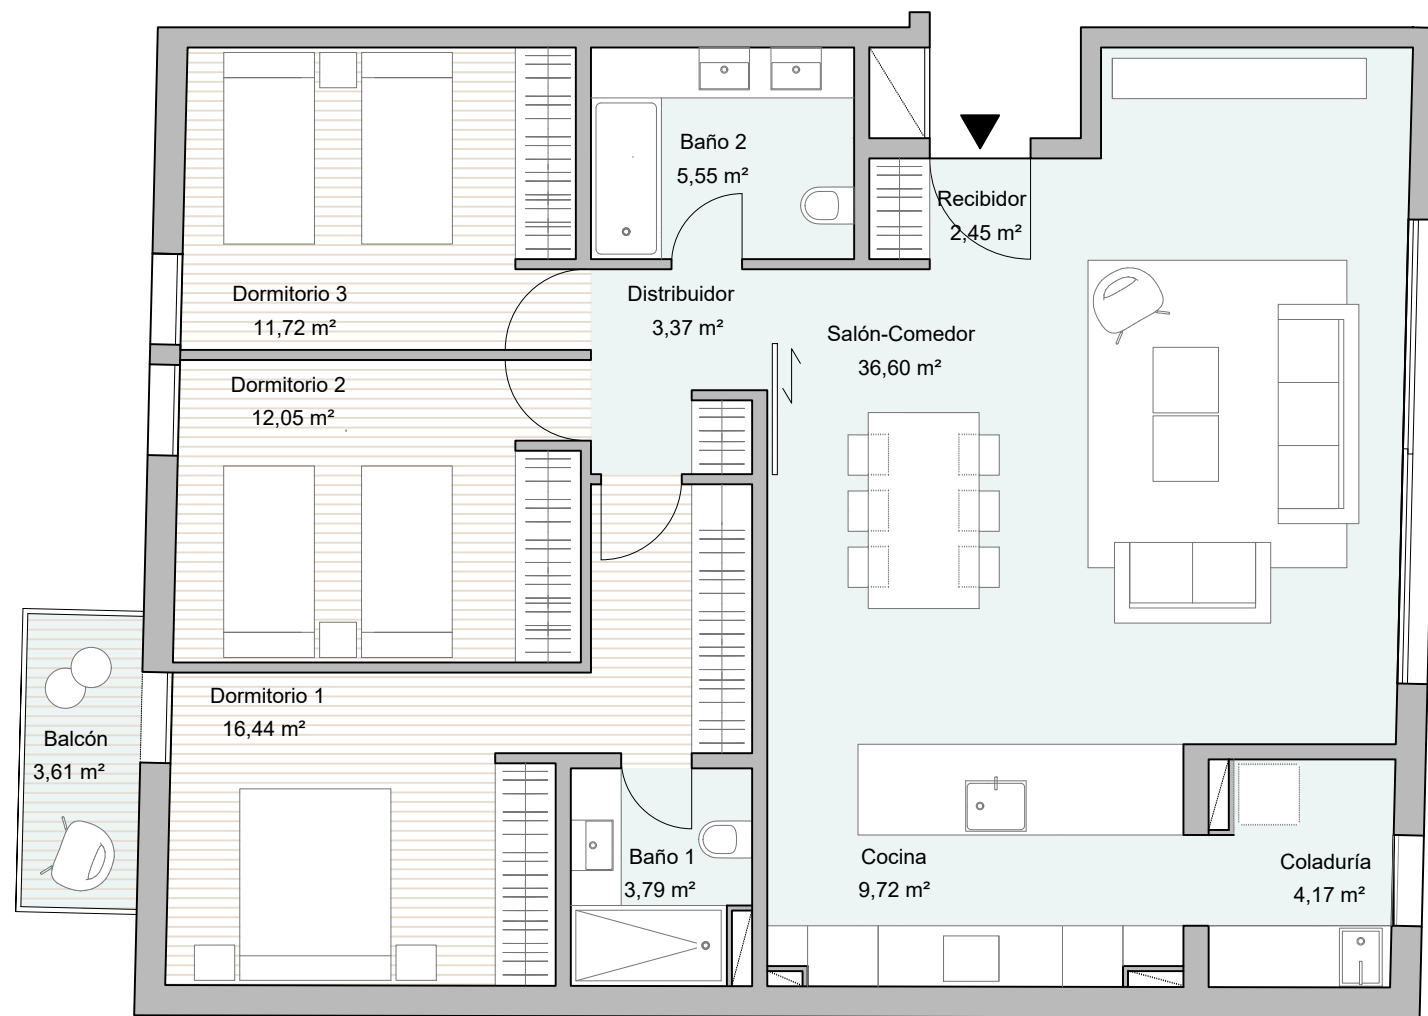 Baño 2
5,55 m²
Recibidor
2,45 m²
Dormitorio 3
11,72 m²
Distribuidor
3,37 m²
Salón-Comedor
36,60 m²
Dormitorio 2
12,05 m²
Dormitorio 1
16,44 m²
Balcón
3,61 m²
Baño 1
3,79 m²
Cocina
9,72 m²
Coladuría
4,17 m²